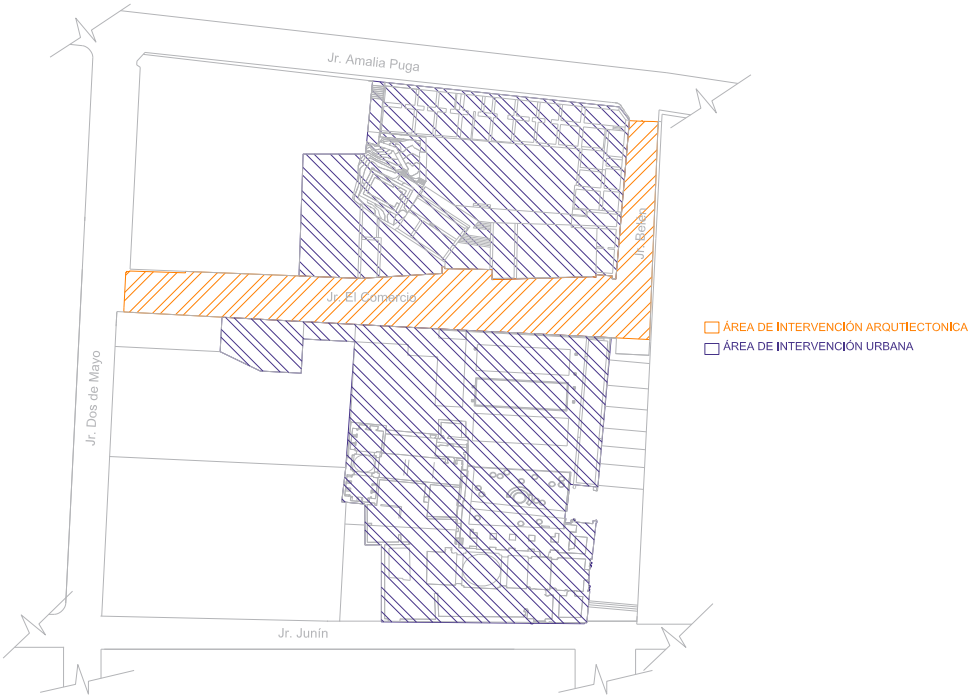 Jr. Amalia Puga
Jr. Belén
Jr. El Comercio
ÁREA DE INTERVENCIÓN ARQUTIECTONICA
ÁREA DE INTERVENCIÓN URBANA
Jr. Dos de Mayo
Jr. Junín